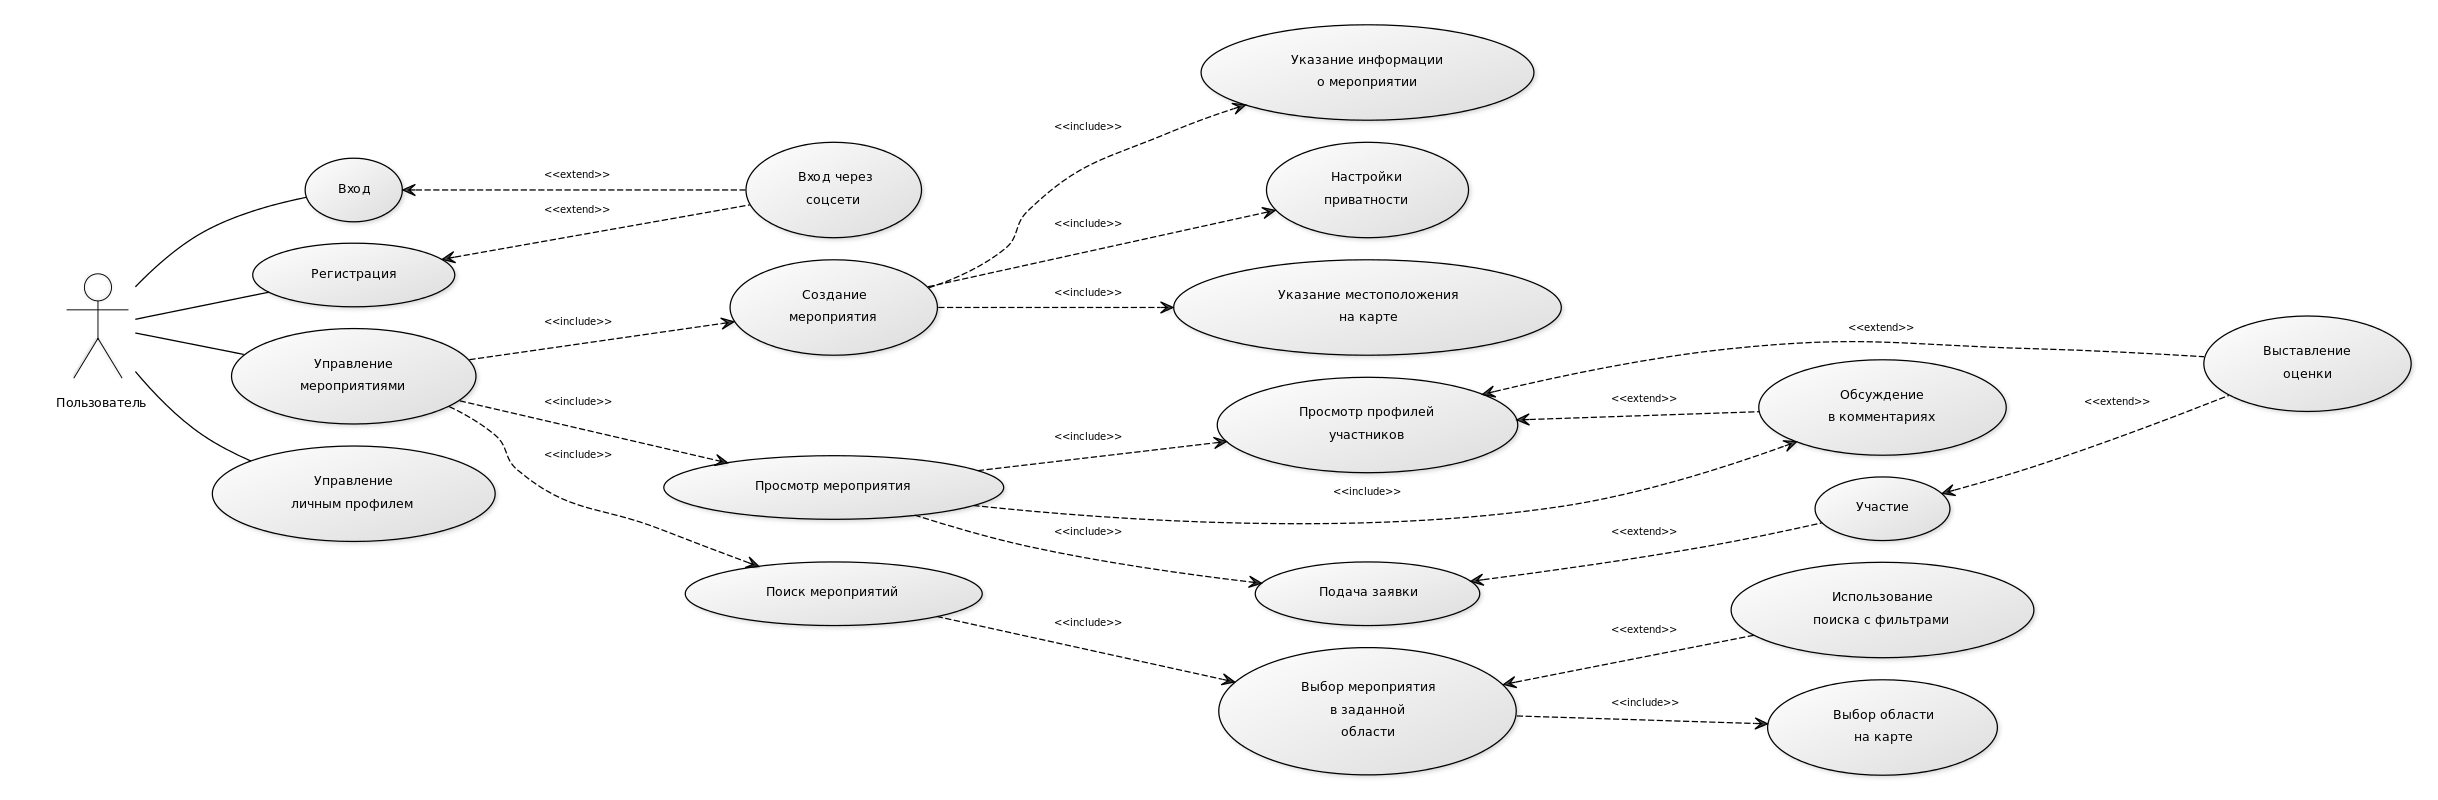 Пользователь
Вход
Регистрация
Управление
мероприятиями
Управление
личным профилем
<<extend>>
<<extend>>
<<include>>
<<include>>
<<include>>
Вход через
соцсети
Создание
мероприятия
Просмотр мероприятия
Поиск мероприятий
<<include>>
<<include>>
<<include>>
<<include>>
<<include>>
<<include>>
<<include>>
Указание информации
о мероприятии
Настройки
приватности
Указание местоположения
на карте
Просмотр профилей
участников
Подача заявки
Выбор мероприятия
в заданной
области
<<extend>>
<<extend>>
<<extend>>
<<extend>>
<<include>>
Обсуждение
в комментариях
Участие
Использование
поиска с фильтрами
Выбор области
на карте
<<extend>>
Выставление
оценки